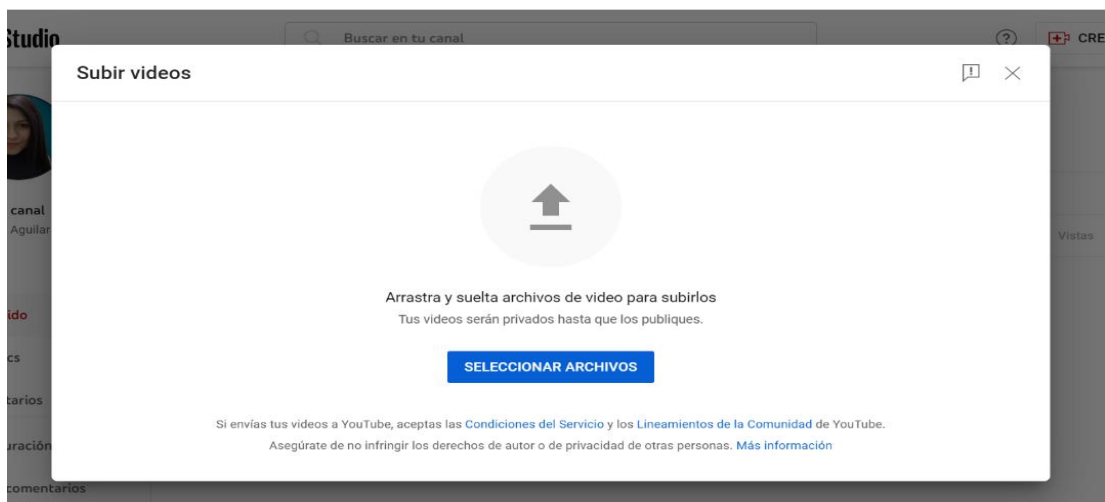 Studio
Buscar en tu canal
CRE
Subir videos
canal
Aguilar
Vistas
Arrastra y suelta archivos de video para subirlos
ido
Tus videos serán privados hasta que los publiques.
cs
SELECCIONAR ARCHIVOS
tarios
Si envías tus videos a YouTube, aceptas las Condiciones del Servicio y los Lineamientos de la Comunidad de YouTube.
uración
Asegúrate de no infringir los derechos de autor o de privacidad de otras personas. Más información
comentarios